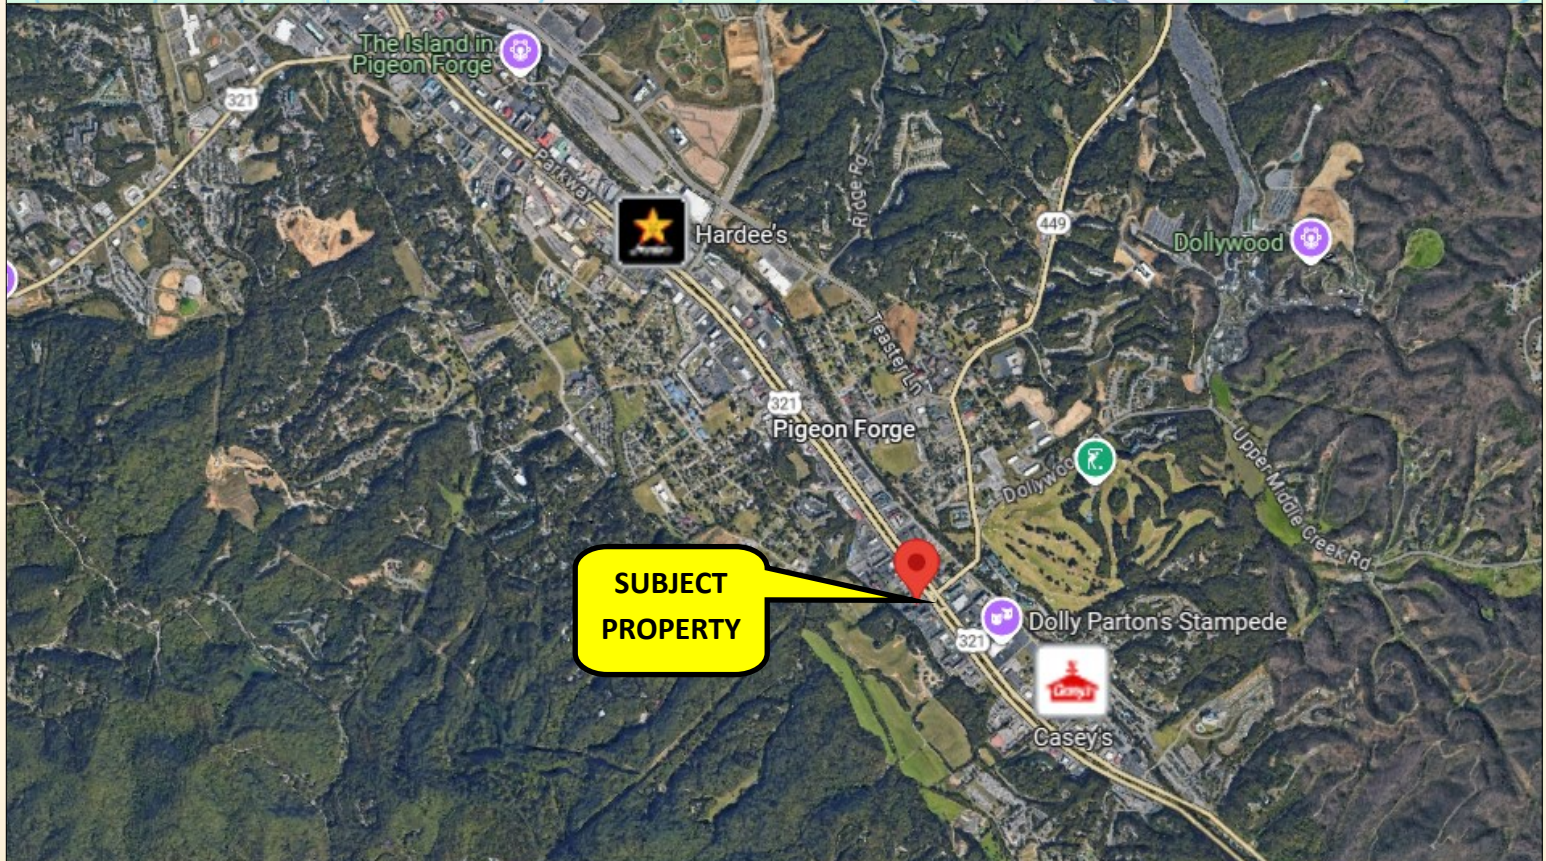 The Island in
Pigeon Forge
321
Parkway
Hardee's
Ridge Rd
449
Dollywood
Teaster Ln
321
Pigeon Forge
Dollywo
Upper Middle Creek Rd
SUBJECT
PROPERTY
Dolly Parton's Stampede
321
Casey's
Casey's